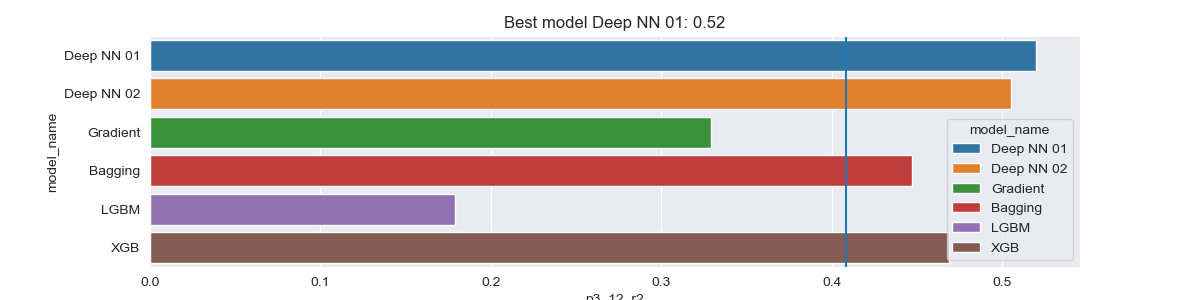 Best model Deep NN 01: 0.52
model_name
Deep NN 01
Deep NN 02
Gradient
Bagging
LGBM
XGB
model_name
Deep NN 01
Deep NN 02
Gradient
Bagging
LGBM
XGB
0.0 0.1 0.2 0.3 0.4 0.5
p3_12_r2